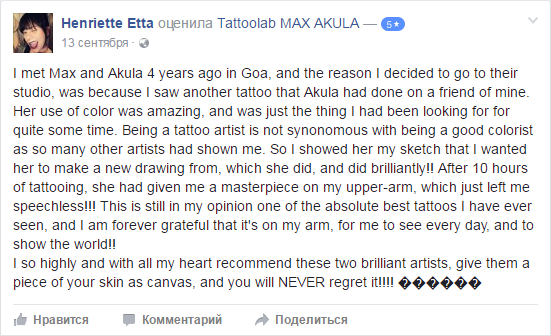 Henriette Etta оценила Tattoolab MAX AKULA — 5★
13 сентября ·
I met Max and Akula 4 years ago in Goa, and the reason I decided to go to their
studio, was because I saw another tattoo that Akula had done on a friend of mine.
Her use of color was amazing, and was just the thing I had been looking for for
quite some time. Being a tattoo artist is not synonomous with being a good colorist
as so many other artists had shown me. So I showed her my sketch that I wanted
her to make a new drawing from, which she did, and did brilliantly!! After 10 hours
of tattooing, she had given me a masterpiece on my upper-arm, which just left me
speechless!!! This is still in my opinion one of the absolute best tattoos I have ever
seen, and I am forever grateful that it's on my arm, for me to see every day, and to
show the world!!
I so highly and with all my heart recommend these two brilliant artists, give them a
piece of your skin as canvas, and you will NEVER regret it!!!! ������
Нравится Комментарий Поделиться